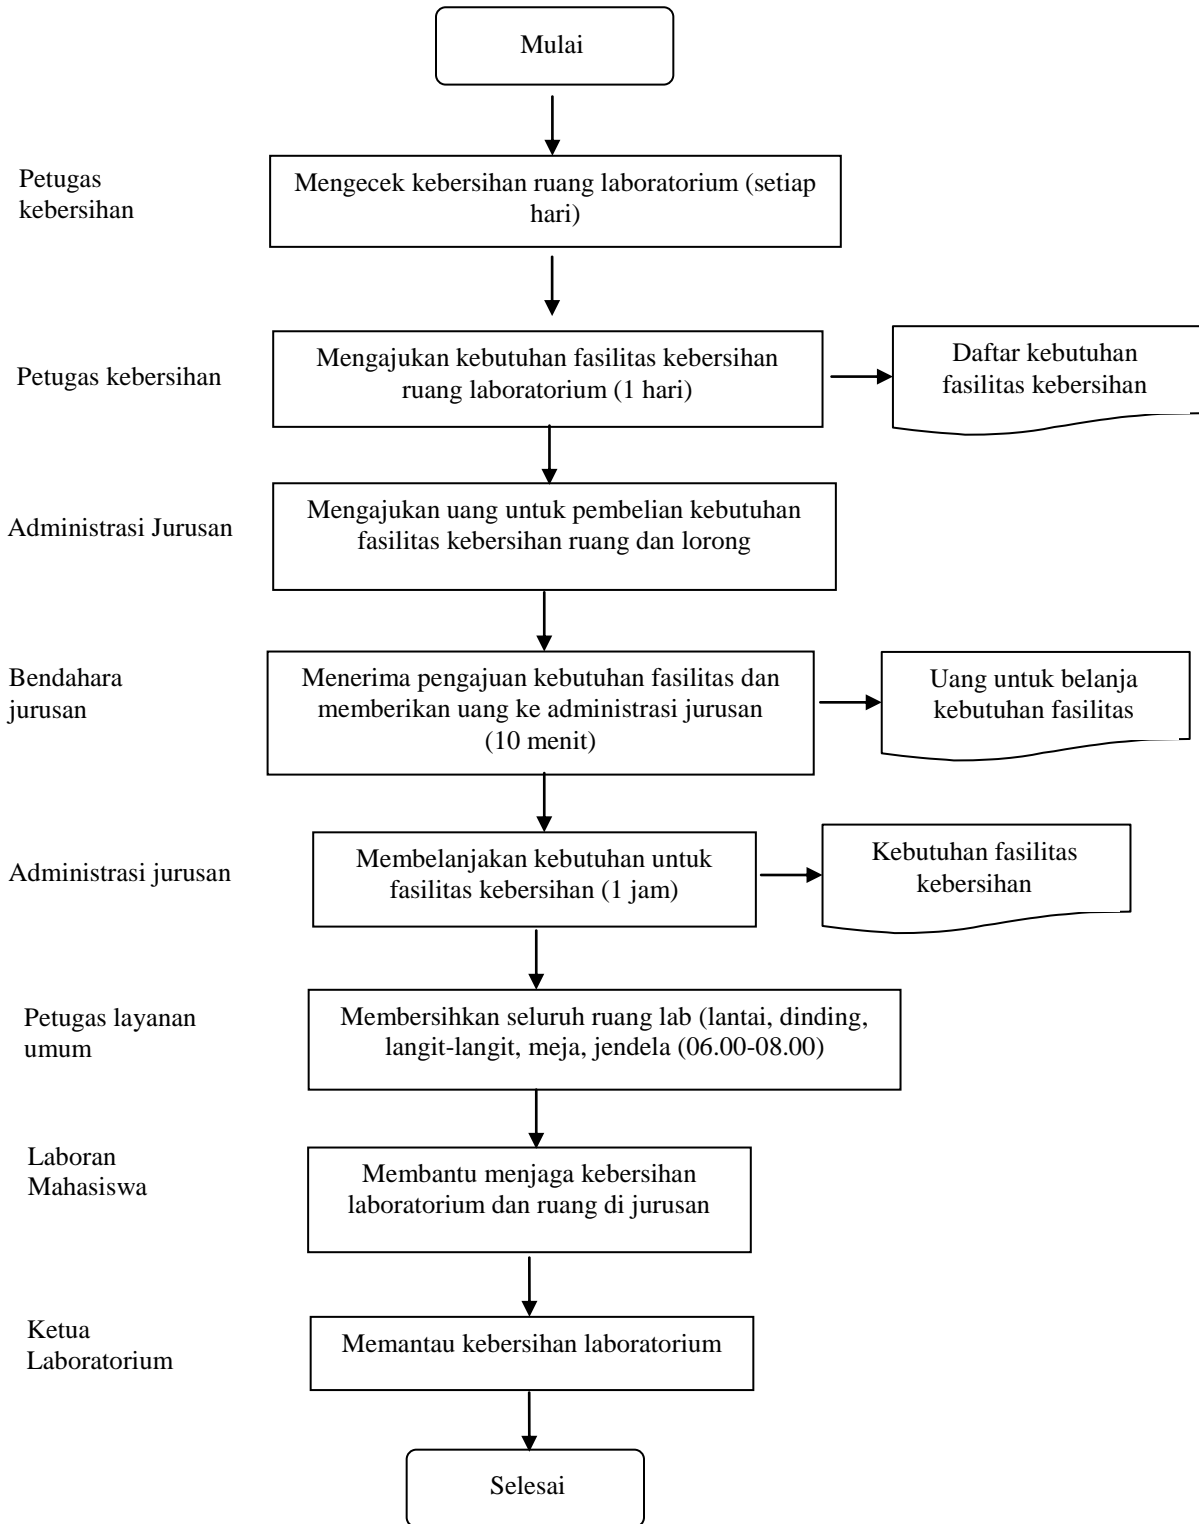 Mulai
Petugas
kebersihan
Mengecek kebersihan ruang laboratorium (setiap
hari)
Petugas kebersihan
Mengajukan kebutuhan fasilitas kebersihan
ruang laboratorium (1 hari)
Daftar kebutuhan
fasilitas kebersihan
Administrasi Jurusan
Mengajukan uang untuk pembelian kebutuhan
fasilitas kebersihan ruang dan lorong
Bendahara
jurusan
Menerima pengajuan kebutuhan fasilitas dan
memberikan uang ke administrasi jurusan
(10 menit)
Uang untuk belanja
kebutuhan fasilitas
Administrasi jurusan
Membelanjakan kebutuhan untuk
fasilitas kebersihan (1 jam)
Kebutuhan fasilitas
kebersihan
Petugas layanan
umum
Membersihkan seluruh ruang lab (lantai, dinding,
langit-langit, meja, jendela (06.00-08.00)
Laboran
Mahasiswa
Membantu menjaga kebersihan
laboratorium dan ruang di jurusan
Ketua
Laboratorium
Memantau kebersihan laboratorium
Selesai